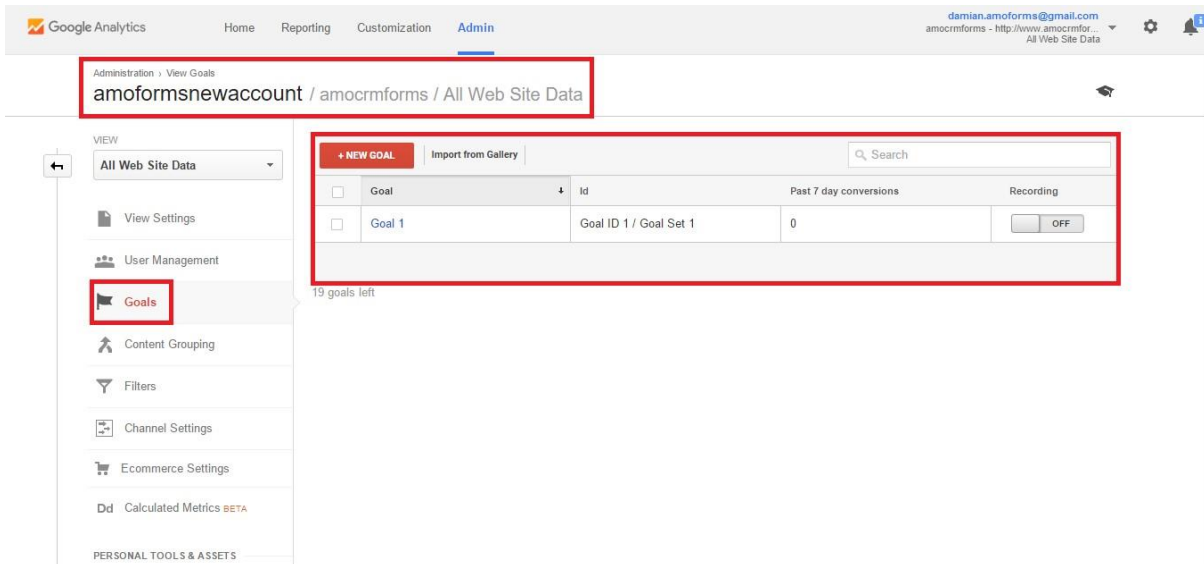 Google Analytics Home Reporting Customization Admin
damian.amoforms@gmail.com
amocrmforms - http://www.amocrmfor...
All Web Site Data
Administration › View Goals
amoformsnewaccount / amocrmforms / All Web Site Data
VIEW
All Web Site Data
View Settings
User Management
Goals
Content Grouping
Filters
Channel Settings
Ecommerce Settings
Dd Calculated Metrics BETA
PERSONAL TOOLS & ASSETS
+ NEW GOAL Import from Gallery Search
Goal Id Past 7 day conversions Recording
Goal 1 Goal ID 1 / Goal Set 1 0 OFF
19 goals left